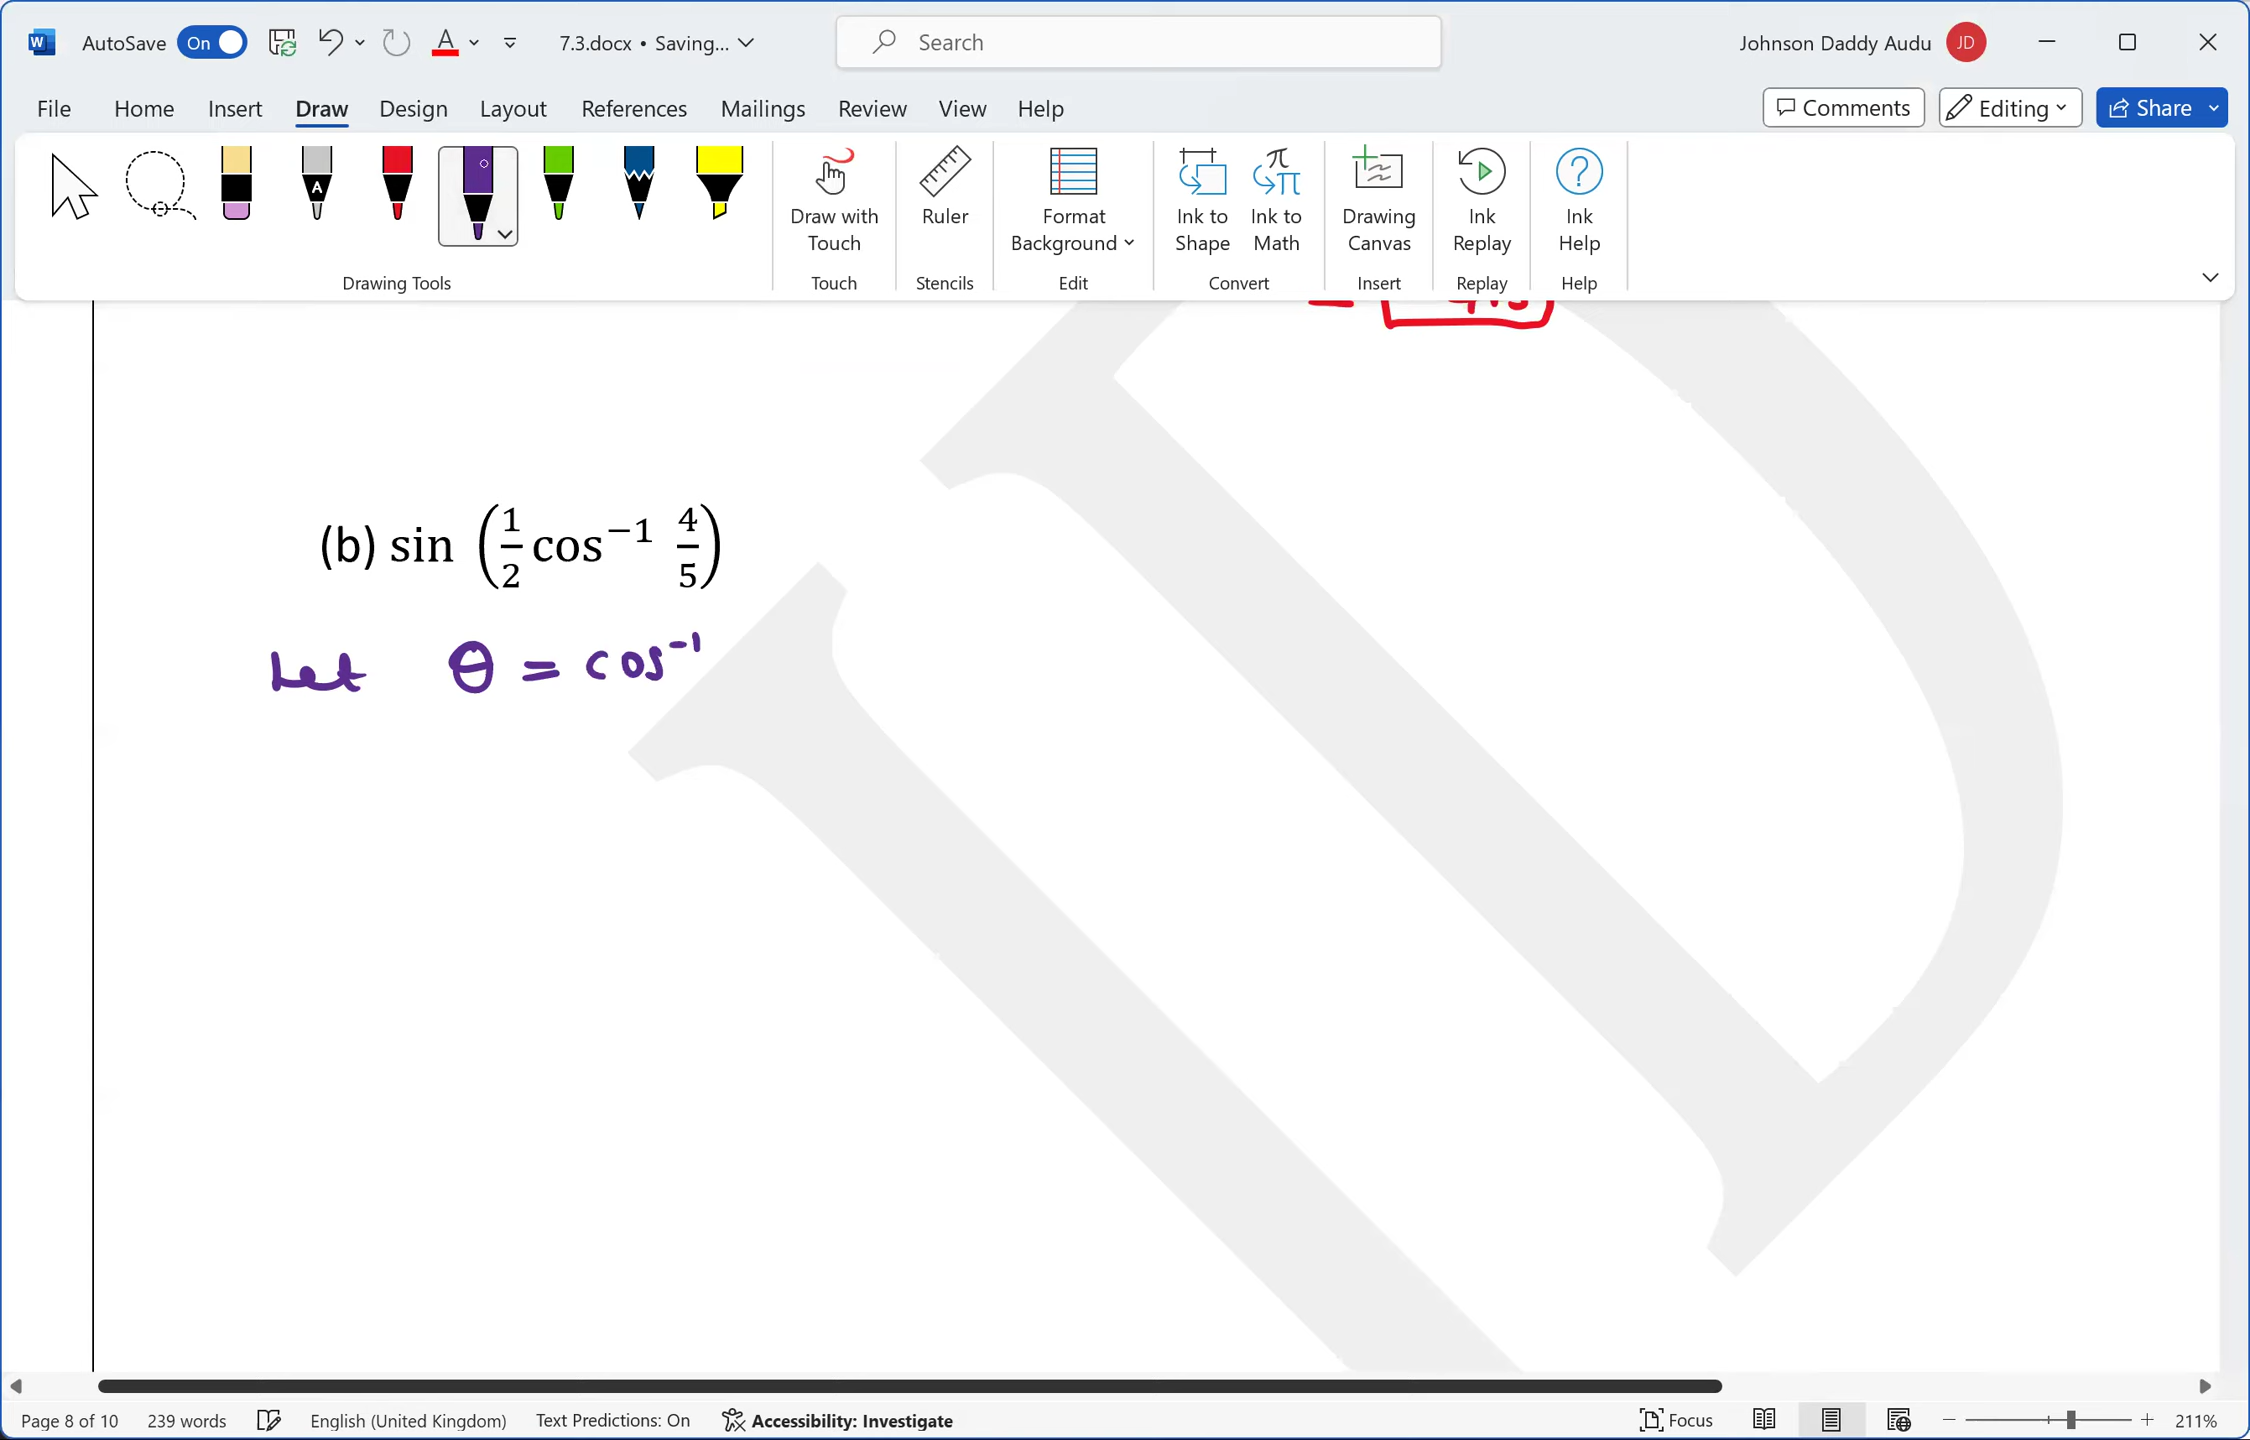 AutoSave On A 7.3.docx • Saving... Search Johnson Daddy Audu JD
File Home Insert Draw Design Layout References Mailings Review View Help Comments Editing Share
A
Draw with Touch Ruler Format Background Ink to Shape Ink to Math Drawing Canvas Ink Replay Ink Help
Drawing Tools Touch Stencils Edit Convert Insert Replay Help
(b) sin (1/2 cos⁻¹ 4/5)
Let θ = cos⁻¹
Page 8 of 10 239 words English (United Kingdom) Text Predictions: On Accessibility: Investigate Focus 211%